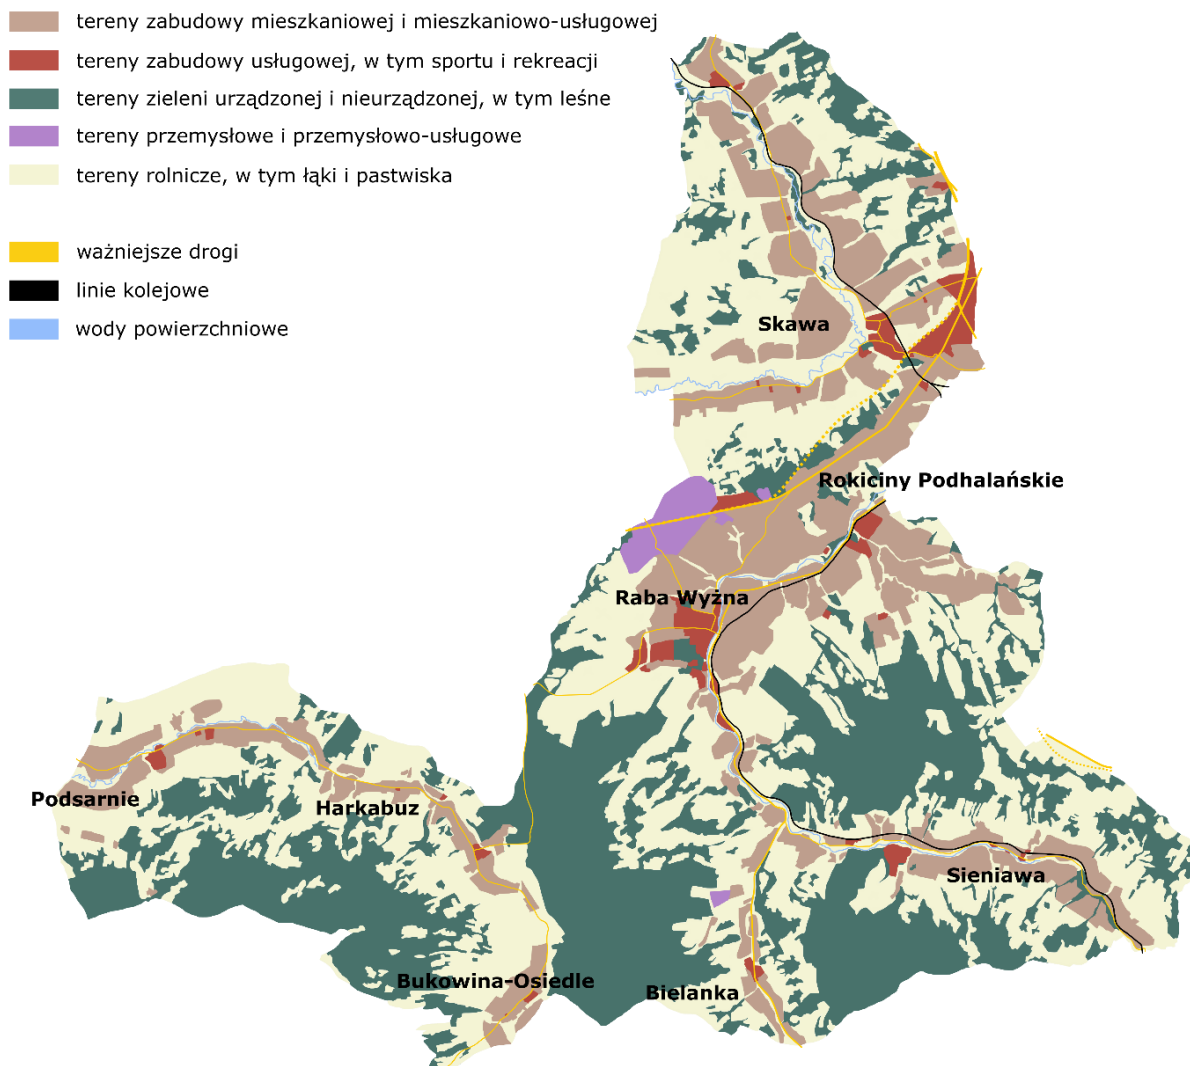 tereny zabudowy mieszkaniowej i mieszkaniowo-usługowej
tereny zabudowy usługowej, w tym sportu i rekreacji
tereny zieleni urządzonej i nieurządzonej, w tym leśne
tereny przemysłowe i przemysłowo-usługowe
tereny rolnicze, w tym łąki i pastwiska
ważniejsze drogi
linie kolejowe
wody powierzchniowe
Skawa
Rokiciny Podhalańskie
Raba Wyżna
Podsarnie
Harkabuz
Sieniawa
Bukowina-Osiedle
Bielanka